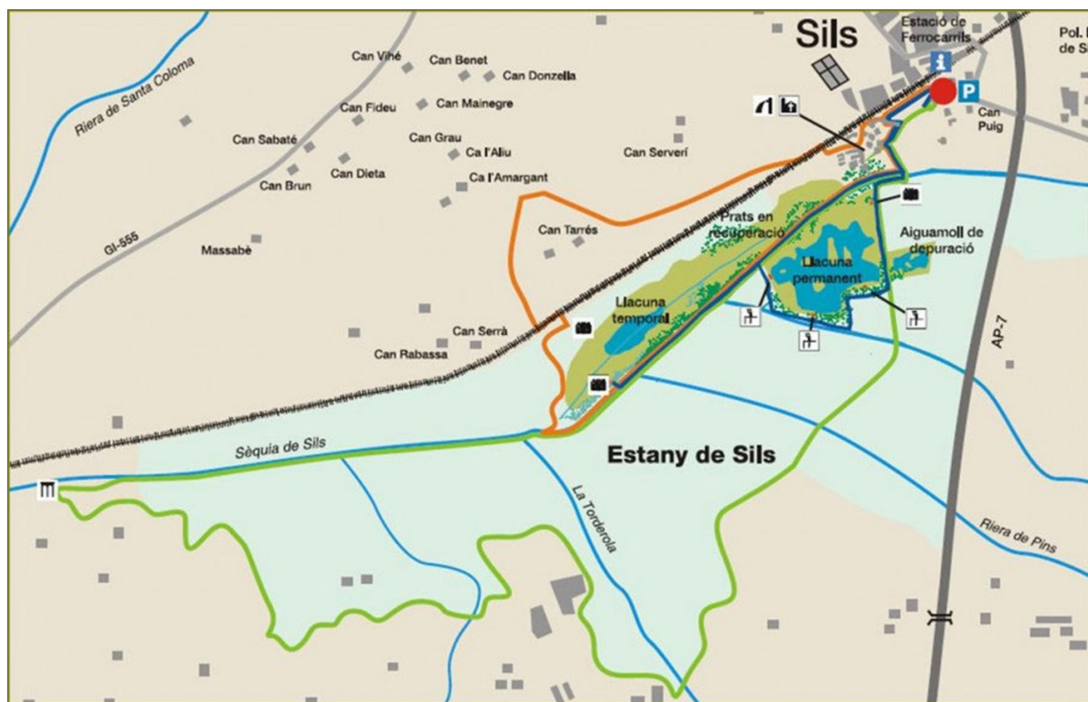 Sils
Estació de
Ferrocarrils
i
P
Can
Puig
Riera de Santa Coloma
Can Vihé
Can Benet
Can Donzella
Can Mainegre
Can Fideu
Can Grau
Can Sabaté
Ca l'Aliu
Can Serverí
Can Brun
Can Dieta
Ca l'Amargant
GI-555
Massabè
Can Tarrés
Prats en
recuperació
Aiguamoll de
depuració
Llacuna
permanent
Llacuna
temporal
Can Serrà
Can Rabassa
AP-7
Sèquia de Sils
Estany de Sils
La Torderola
Riera de Pins